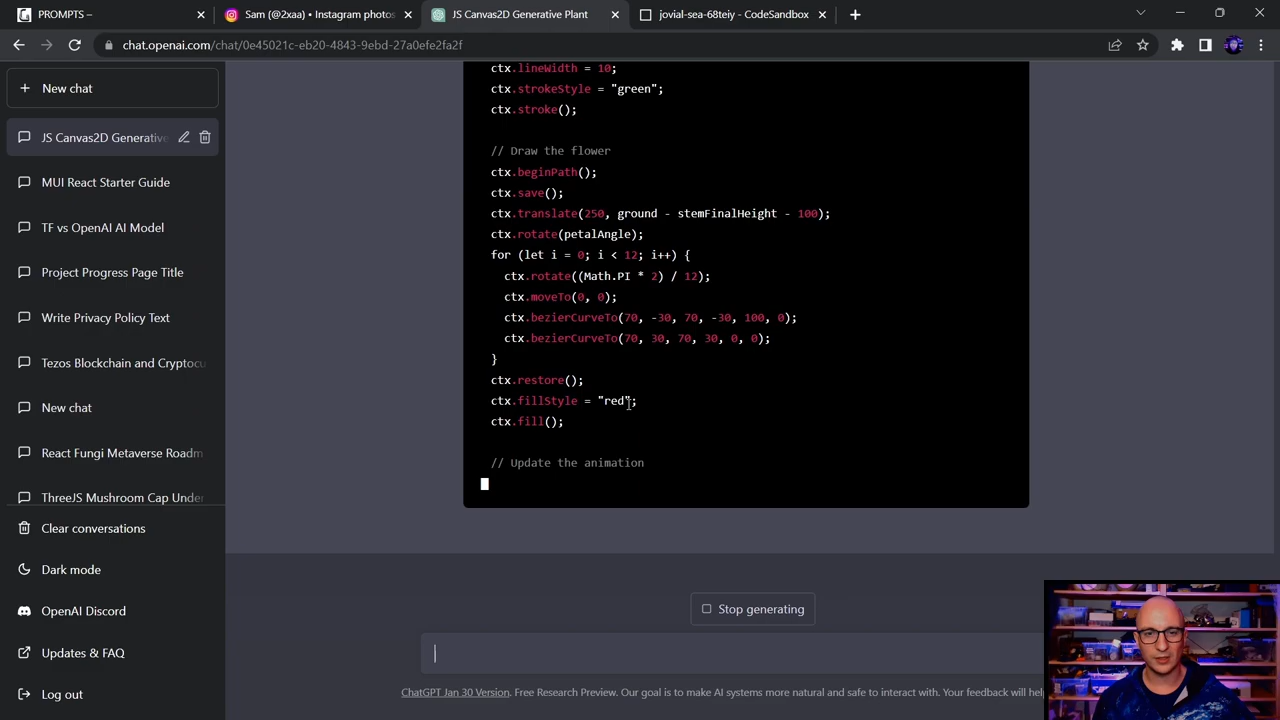 PROMPTS –
Sam (@2xaa) • Instagram photos
JS Canvas2D Generative Plant
jovial-sea-68teiy - CodeSandbox
chat.openai.com/chat/0e45021c-eb20-4843-9ebd-27a0efe2fa2f
New chat
JS Canvas2D Generative
MUI React Starter Guide
TF vs OpenAI AI Model
Project Progress Page Title
Write Privacy Policy Text
Tezos Blockchain and Cryptocu
New chat
React Fungi Metaverse Roadm
ThreeJS Mushroom Cap Under
Clear conversations
Dark mode
OpenAI Discord
Updates & FAQ
Log out
ctx.lineWidth = 10;
ctx.strokeStyle = "green";
ctx.stroke();
// Draw the flower
ctx.beginPath();
ctx.save();
ctx.translate(250, ground - stemFinalHeight - 100);
ctx.rotate(petalAngle);
for (let i = 0; i < 12; i++) {
ctx.rotate((Math.PI * 2) / 12);
ctx.moveTo(0, 0);
ctx.bezierCurveTo(70, -30, 70, -30, 100, 0);
ctx.bezierCurveTo(70, 30, 70, 30, 0, 0);
}
ctx.restore();
ctx.fillStyle = "red";
ctx.fill();
// Update the animation
Stop generating
ChatGPT Jan 30 Version. Free Research Preview. Our goal is to make AI systems more natural and safe to interact with. Your feedback will hel